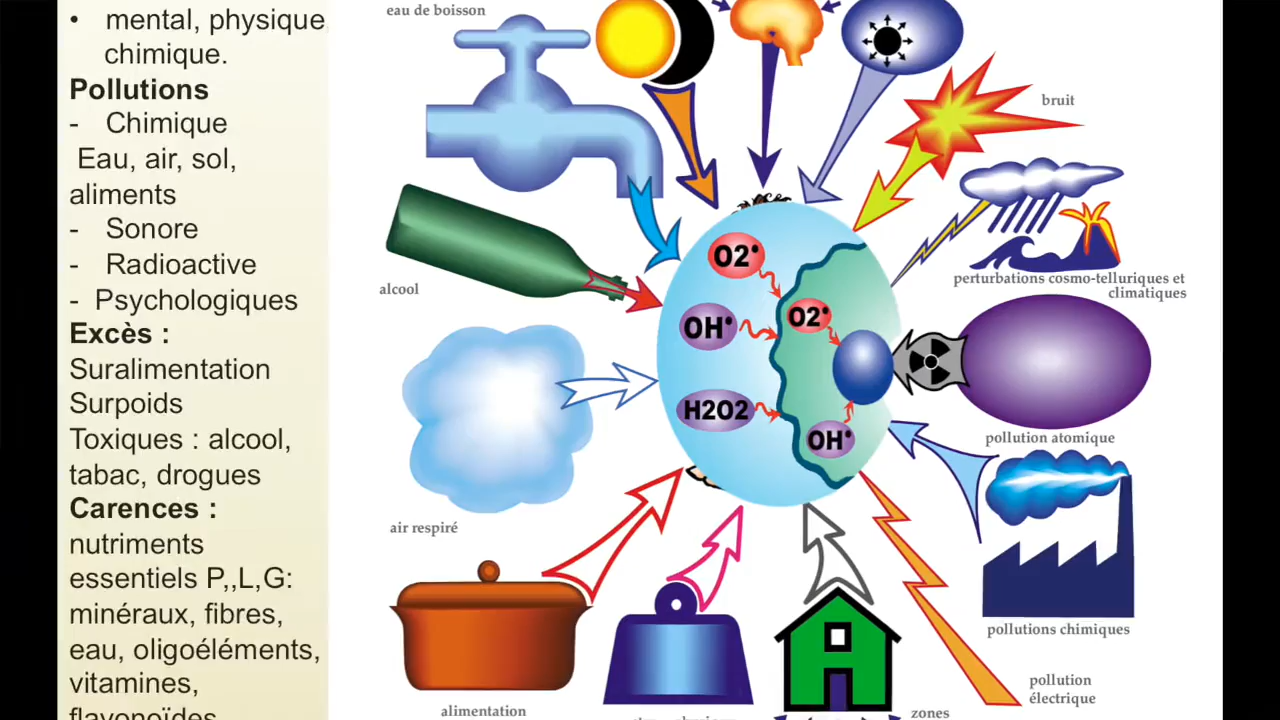 • mental, physique,
chimique.
Pollutions
- Chimique
Eau, air, sol,
aliments
- Sonore
- Radioactive
- Psychologiques
Excès :
Suralimentation
Surpoids
Toxiques : alcool,
tabac, drogues
Carences :
nutriments
essentiels P,,L,G:
minéraux, fibres,
eau, oligoéléments,
vitamines,
flavonoïdes
eau de boisson
bruit
perturbations cosmo-telluriques et
climatiques
alcool
O2•
OH•
O2•
H2O2
OH•
pollution atomique
air respiré
pollutions chimiques
pollution
électrique
alimentation
zones